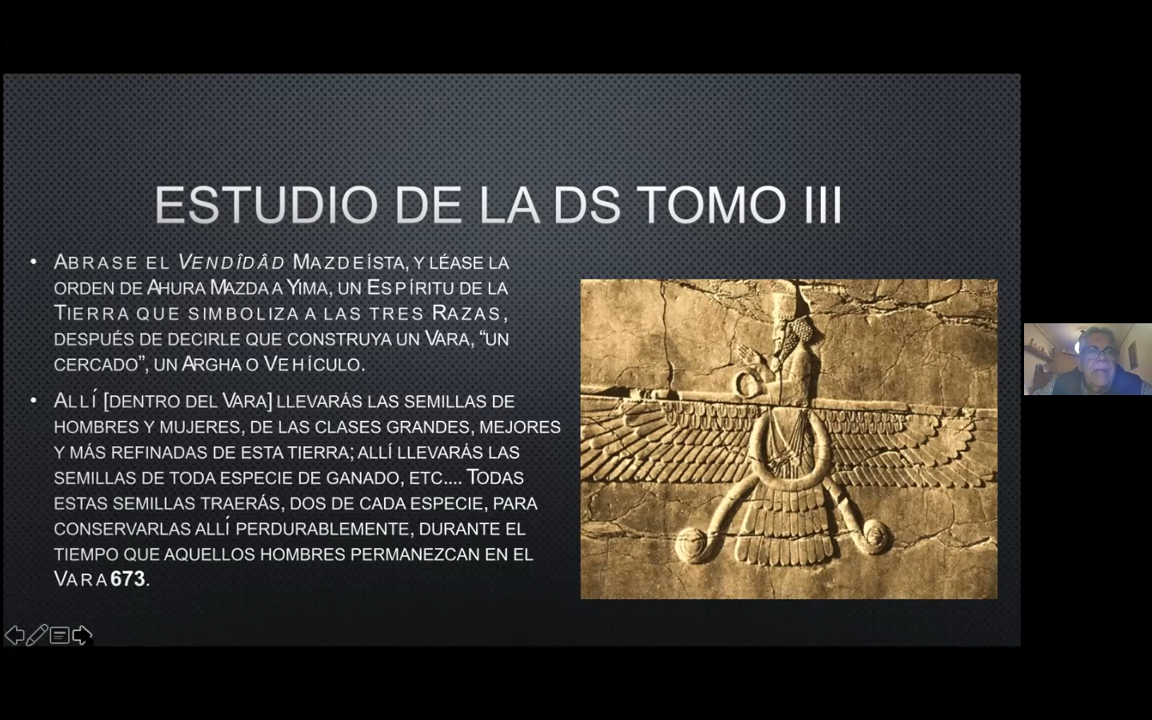 ESTUDIO DE LA DS TOMO III
• ABRASE EL VENDÎDÂD MAZDEÍSTA, Y LÉASE LA
ORDEN DE AHURA MAZDA A YIMA, UN ESPÍRITU DE LA
TIERRA QUE SIMBOLIZA A LAS TRES RAZAS,
DESPUÉS DE DECIRLE QUE CONSTRUYA UN VARA, “UN
CERCADO”, UN ARGHA O VEHÍCULO.
• ALLÍ [DENTRO DEL VARA] LLEVARÁS LAS SEMILLAS DE
HOMBRES Y MUJERES, DE LAS CLASES GRANDES, MEJORES
Y MÁS REFINADAS DE ESTA TIERRA; ALLÍ LLEVARÁS LAS
SEMILLAS DE TODA ESPECIE DE GANADO, ETC.... TODAS
ESTAS SEMILLAS TRAERÁS, DOS DE CADA ESPECIE, PARA
CONSERVARLAS ALLÍ PERDURABLEMENTE, DURANTE EL
TIEMPO QUE AQUELLOS HOMBRES PERMANEZCAN EN EL
VARA 673.